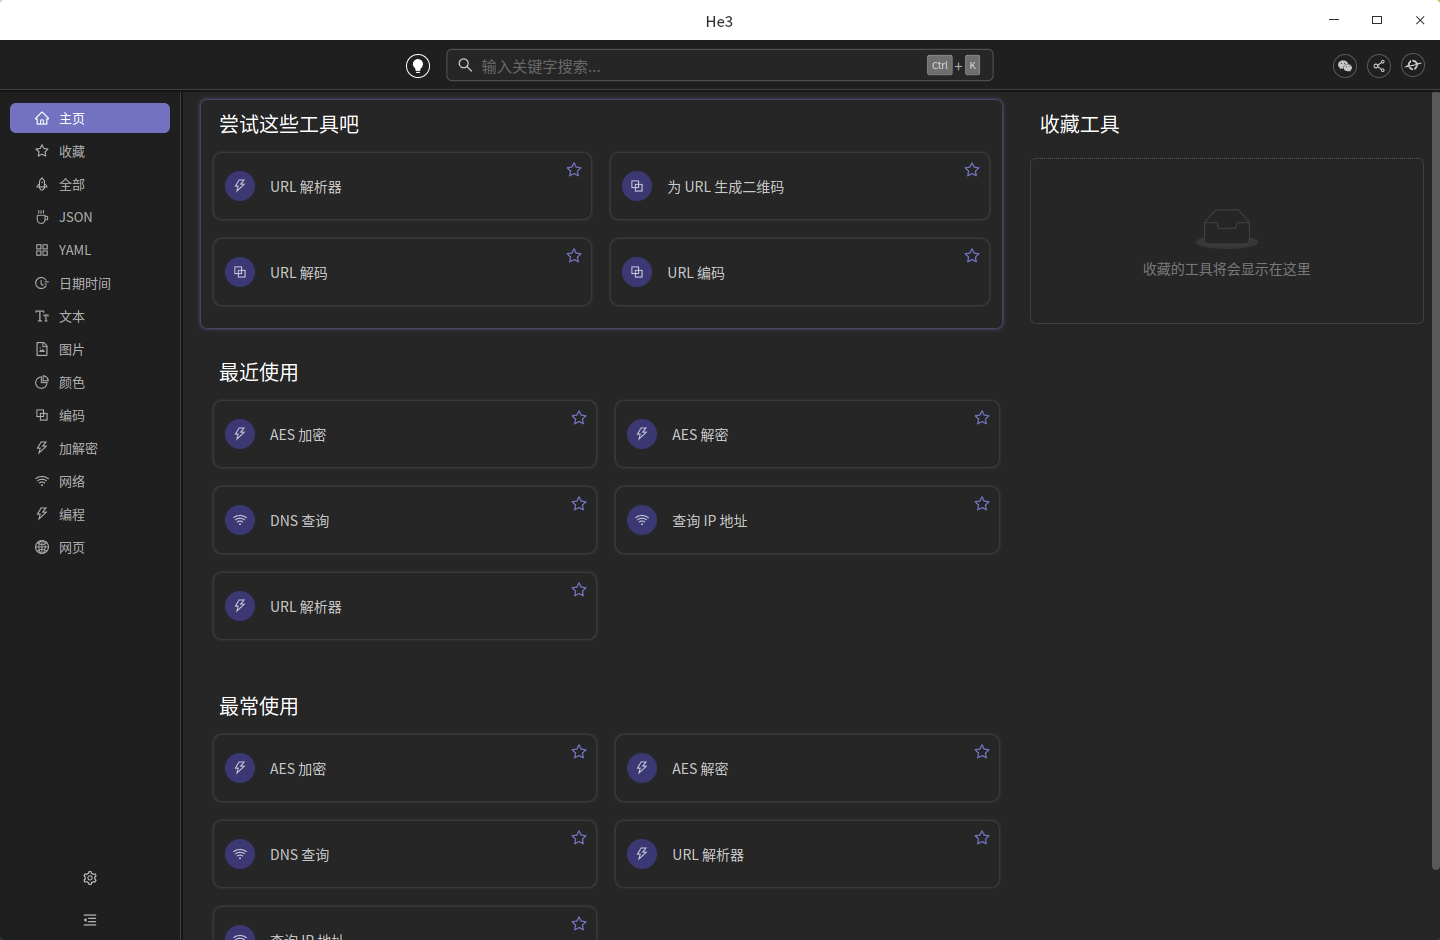 He3
输入关键字搜索...
Ctrl + K
主页
收藏
全部
JSON
YAML
日期时间
文本
图片
颜色
编码
加解密
网络
编程
网页
尝试这些工具吧
URL 解析器
为 URL 生成二维码
URL 解码
URL 编码
最近使用
AES 加密
AES 解密
DNS 查询
查询 IP 地址
URL 解析器
最常使用
AES 加密
AES 解密
DNS 查询
URL 解析器
查询 IP 地址
收藏工具
收藏的工具将会显示在这里